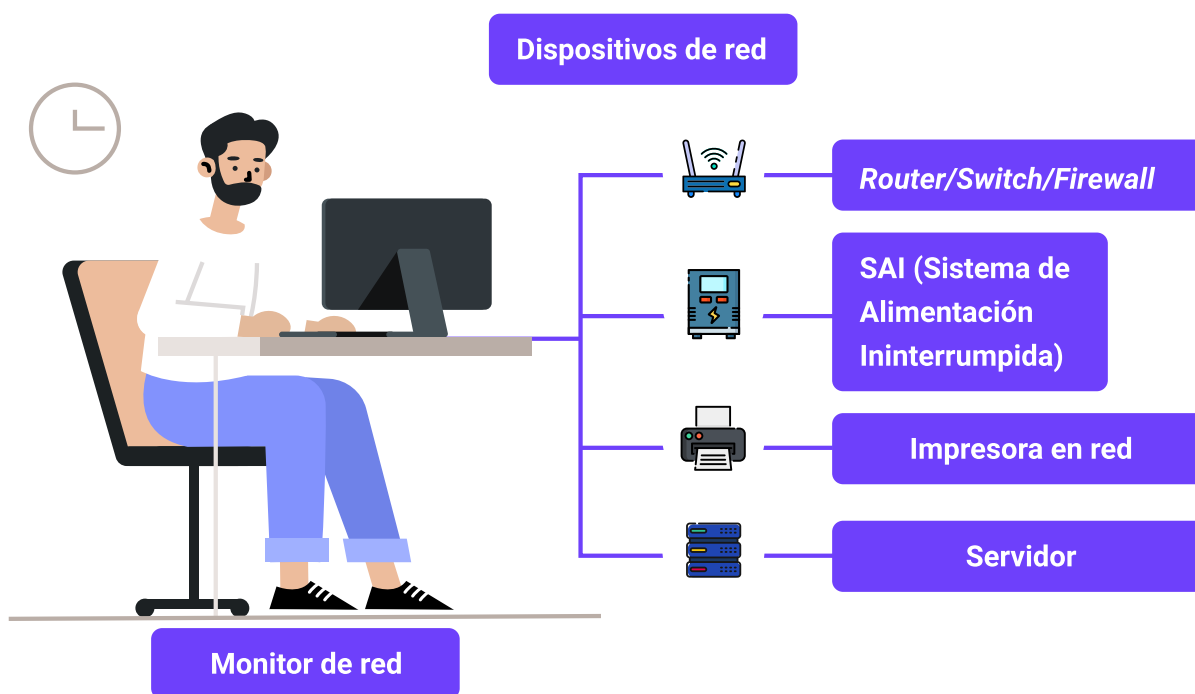 Dispositivos de red
Router/Switch/Firewall
SAI (Sistema de
Alimentación
Ininterrumpida)
Impresora en red
Servidor
Monitor de red